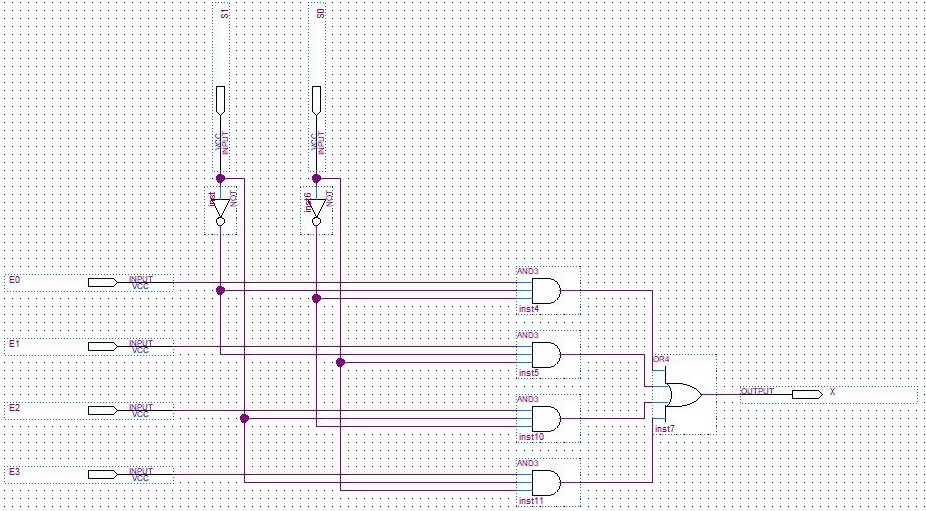 S1
S0
VCC
INPUT
VCC
INPUT
inst
NOT
inst6
NOT
E0
INPUT
VCC
AND3
inst4
E1
INPUT
VCC
AND3
inst5
OR4
E2
INPUT
VCC
AND3
inst10
OUTPUT
X
inst7
E3
INPUT
VCC
AND3
inst11